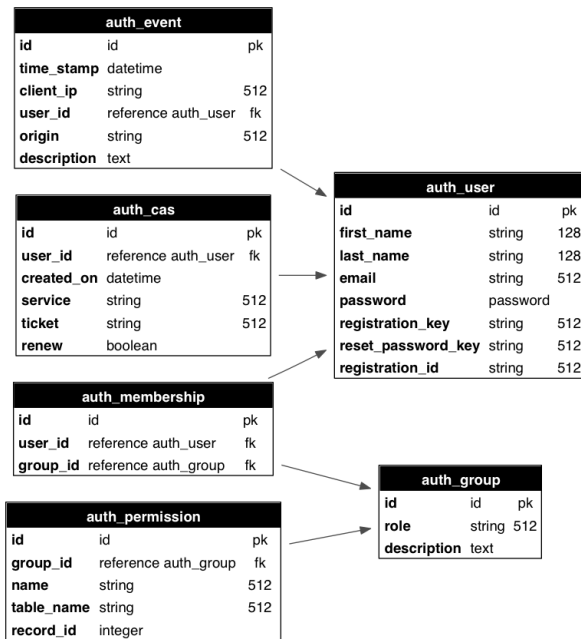 auth_event
id id pk
time_stamp datetime
client_ip string 512
user_id reference auth_user fk
origin string 512
description text
auth_cas
id id pk
user_id reference auth_user fk
created_on datetime
service string 512
ticket string 512
renew boolean
auth_membership
id id pk
user_id reference auth_user fk
group_id reference auth_group fk
auth_permission
id id pk
group_id reference auth_group fk
name string 512
table_name string 512
record_id integer
auth_user
id id pk
first_name string 128
last_name string 128
email string 512
password password
registration_key string 512
reset_password_key string 512
registration_id string 512
auth_group
id id pk
role string 512
description text